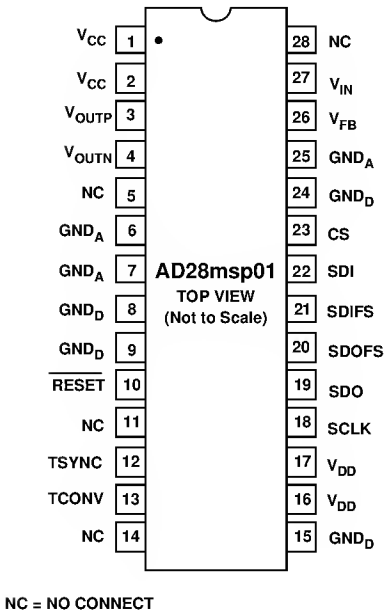 VCC 1 28 NC
VCC 2 27 VIN
VOUTP 3 26 VFB
VOUTN 4 25 GNDA
NC 5 24 GNDD
GNDA 6 23 CS
GNDA 7 AD28msp01 22 SDI
TOP VIEW
(Not to Scale)
GNDD 8 21 SDIFS
GNDD 9 20 SDOFS
RESET 10 19 SDO
NC 11 18 SCLK
TSYNC 12 17 VDD
TCONV 13 16 VDD
NC 14 15 GNDD
NC = NO CONNECT